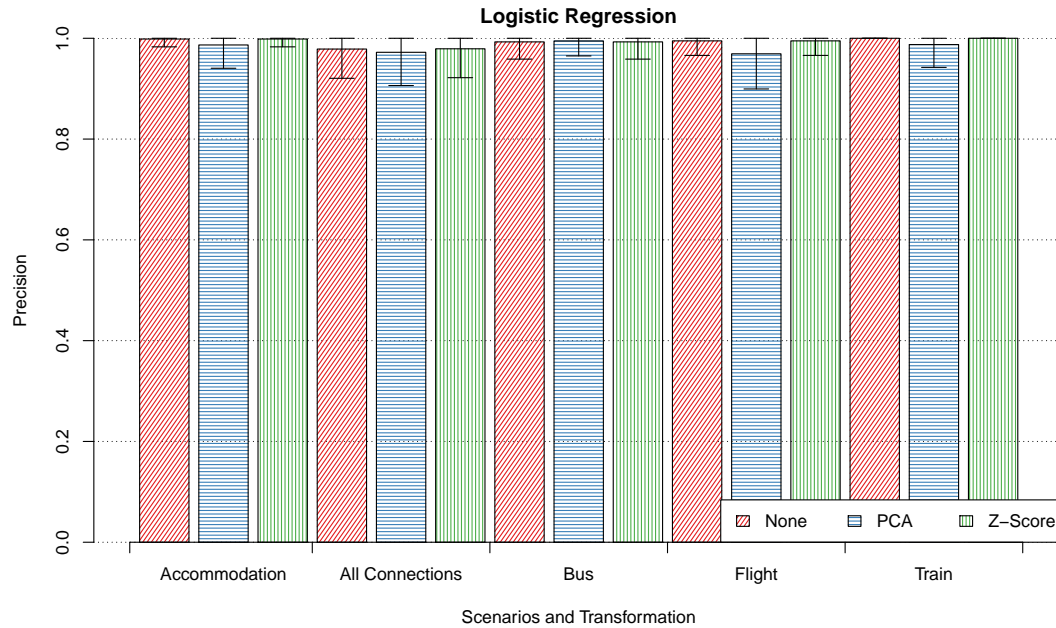 Logistic Regression
1.0
0.8
0.6
0.4
0.2
0.0
Precision
None PCA Z−Score
Accommodation All Connections Bus Flight Train
Scenarios and Transformation